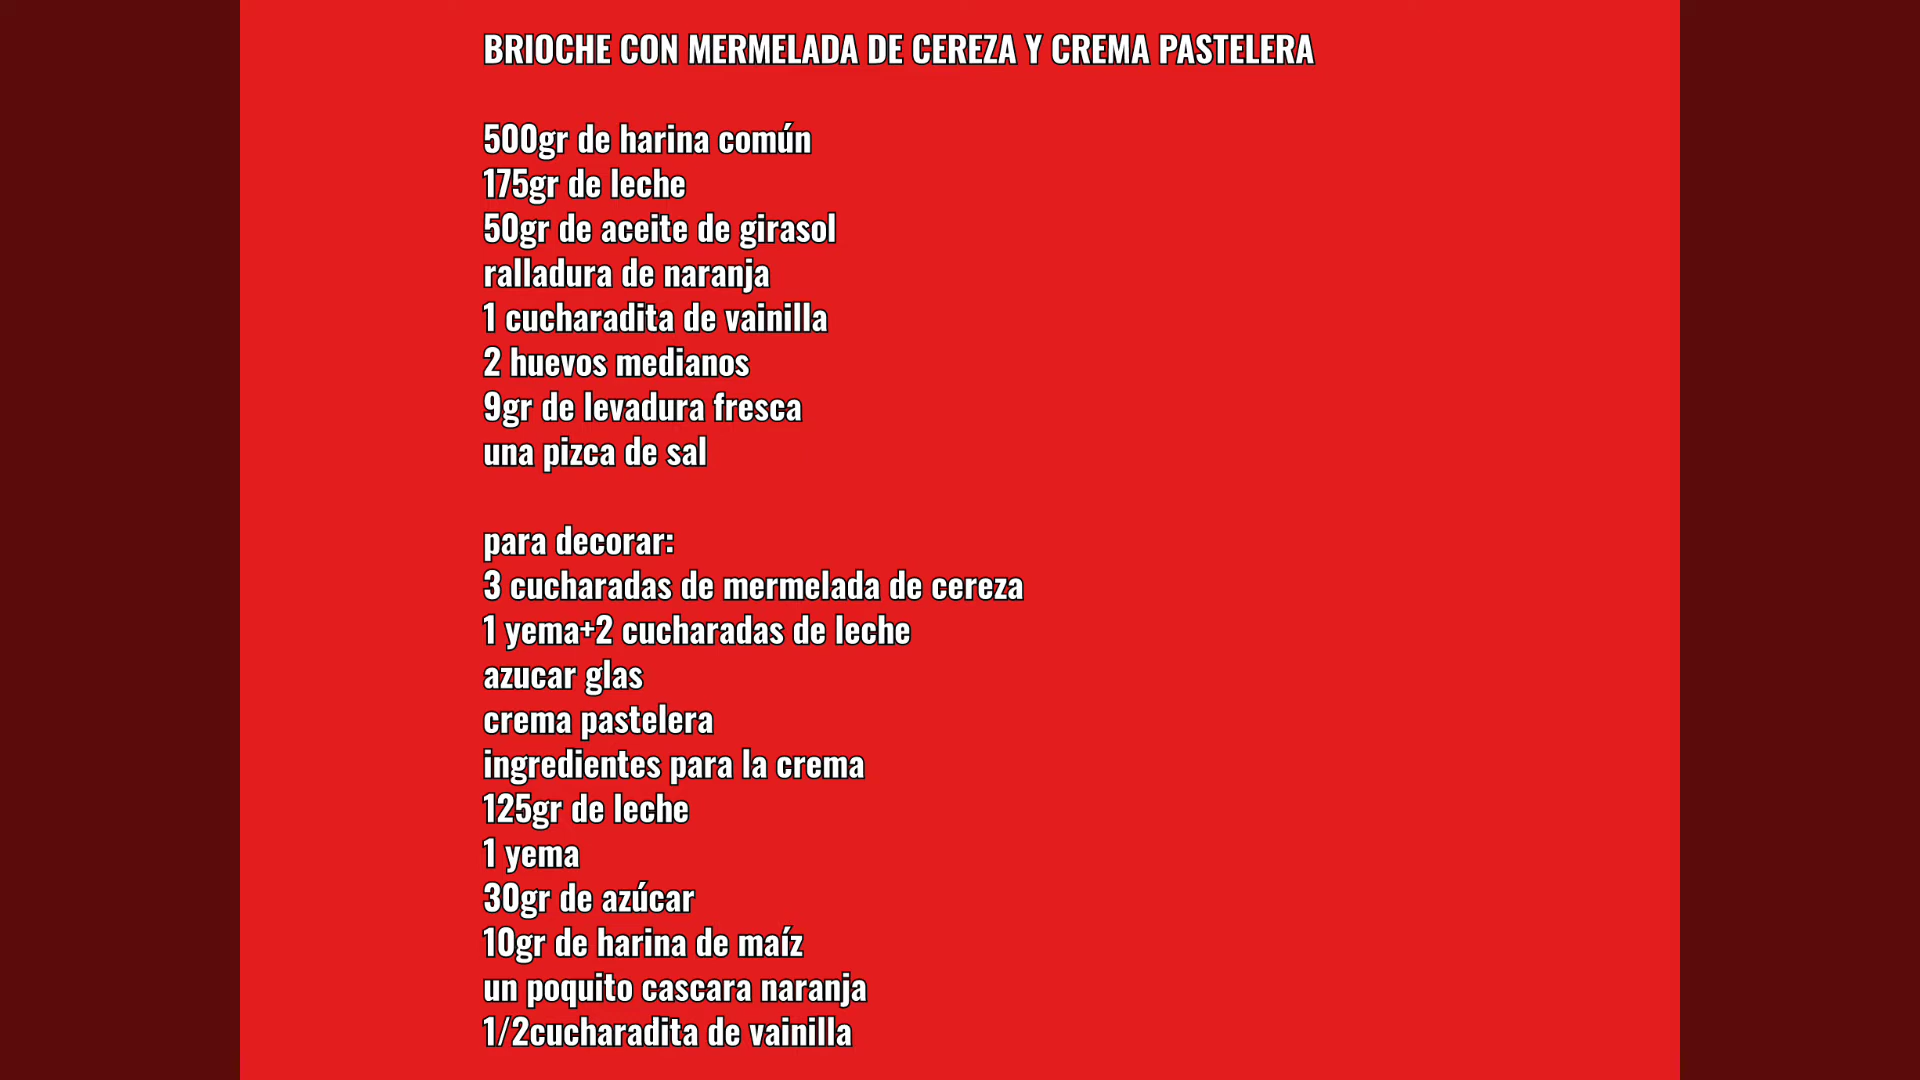 BRIOCHE CON MERMELADA DE CEREZA Y CREMA PASTELERA
500gr de harina común
175gr de leche
50gr de aceite de girasol
ralladura de naranja
1 cucharadita de vainilla
2 huevos medianos
9gr de levadura fresca
una pizca de sal
para decorar:
3 cucharadas de mermelada de cereza
1 yema+2 cucharadas de leche
azucar glas
crema pastelera
ingredientes para la crema
125gr de leche
1 yema
30gr de azúcar
10gr de harina de maíz
un poquito cascara naranja
1/2cucharadita de vainilla